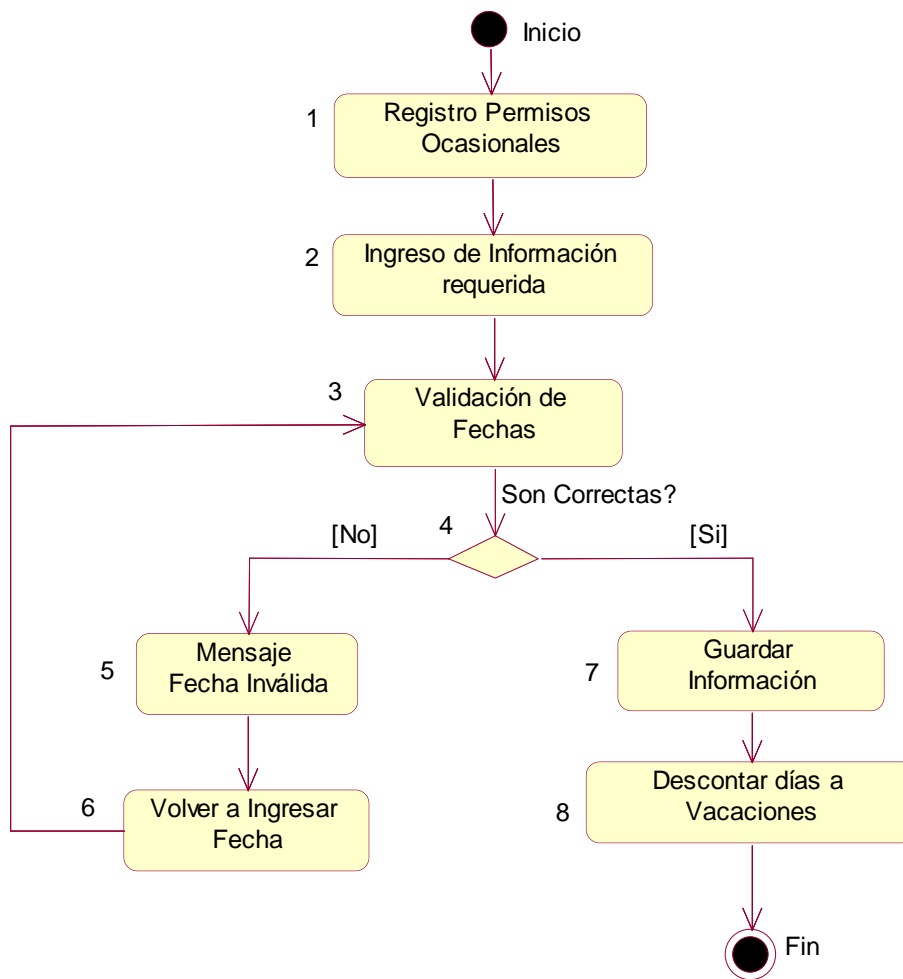 Inicio
1
Registro Permisos
Ocasionales
2
Ingreso de Información
requerida
3
Validación de
Fechas
Son Correctas?
4
[No]
[Si]
5
Mensaje
Fecha Inválida
7
Guardar
Información
6
Volver a Ingresar
Fecha
8
Descontar días a
Vacaciones
Fin